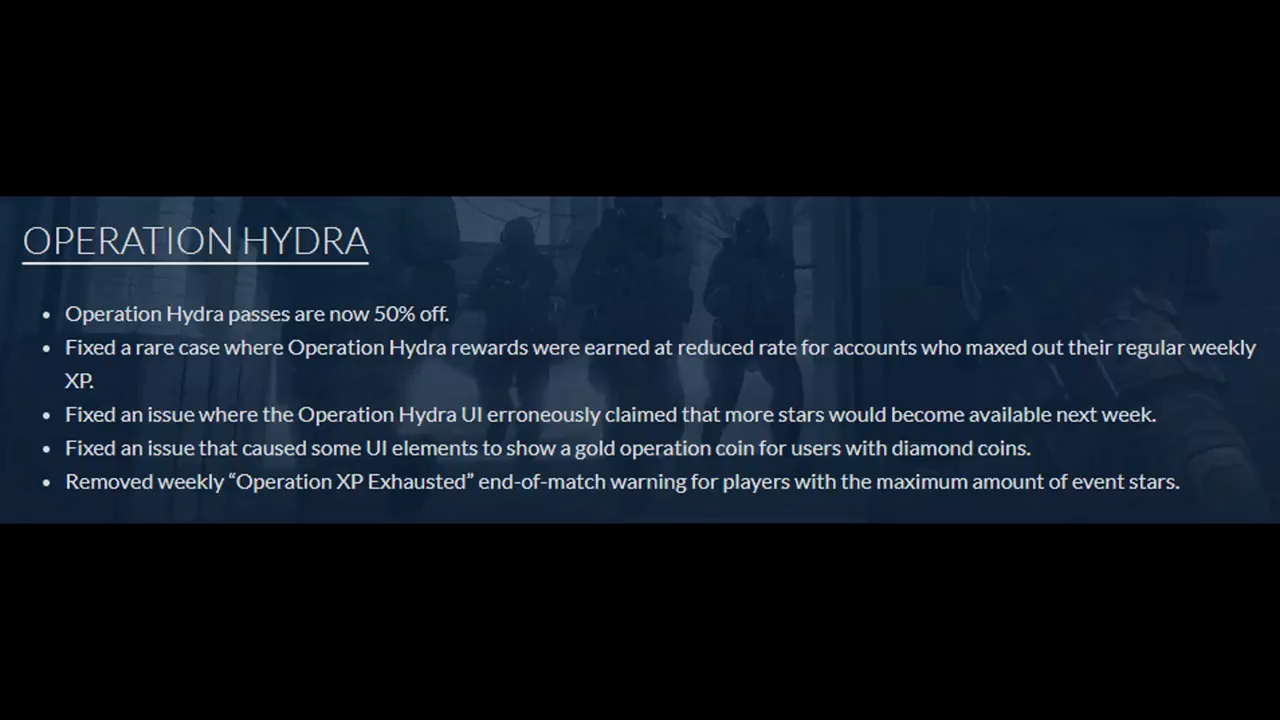 OPERATION HYDRA
• Operation Hydra passes are now 50% off.
• Fixed a rare case where Operation Hydra rewards were earned at reduced rate for accounts who maxed out their regular weekly
XP.
• Fixed an issue where the Operation Hydra UI erroneously claimed that more stars would become available next week.
• Fixed an issue that caused some UI elements to show a gold operation coin for users with diamond coins.
• Removed weekly “Operation XP Exhausted” end-of-match warning for players with the maximum amount of event stars.